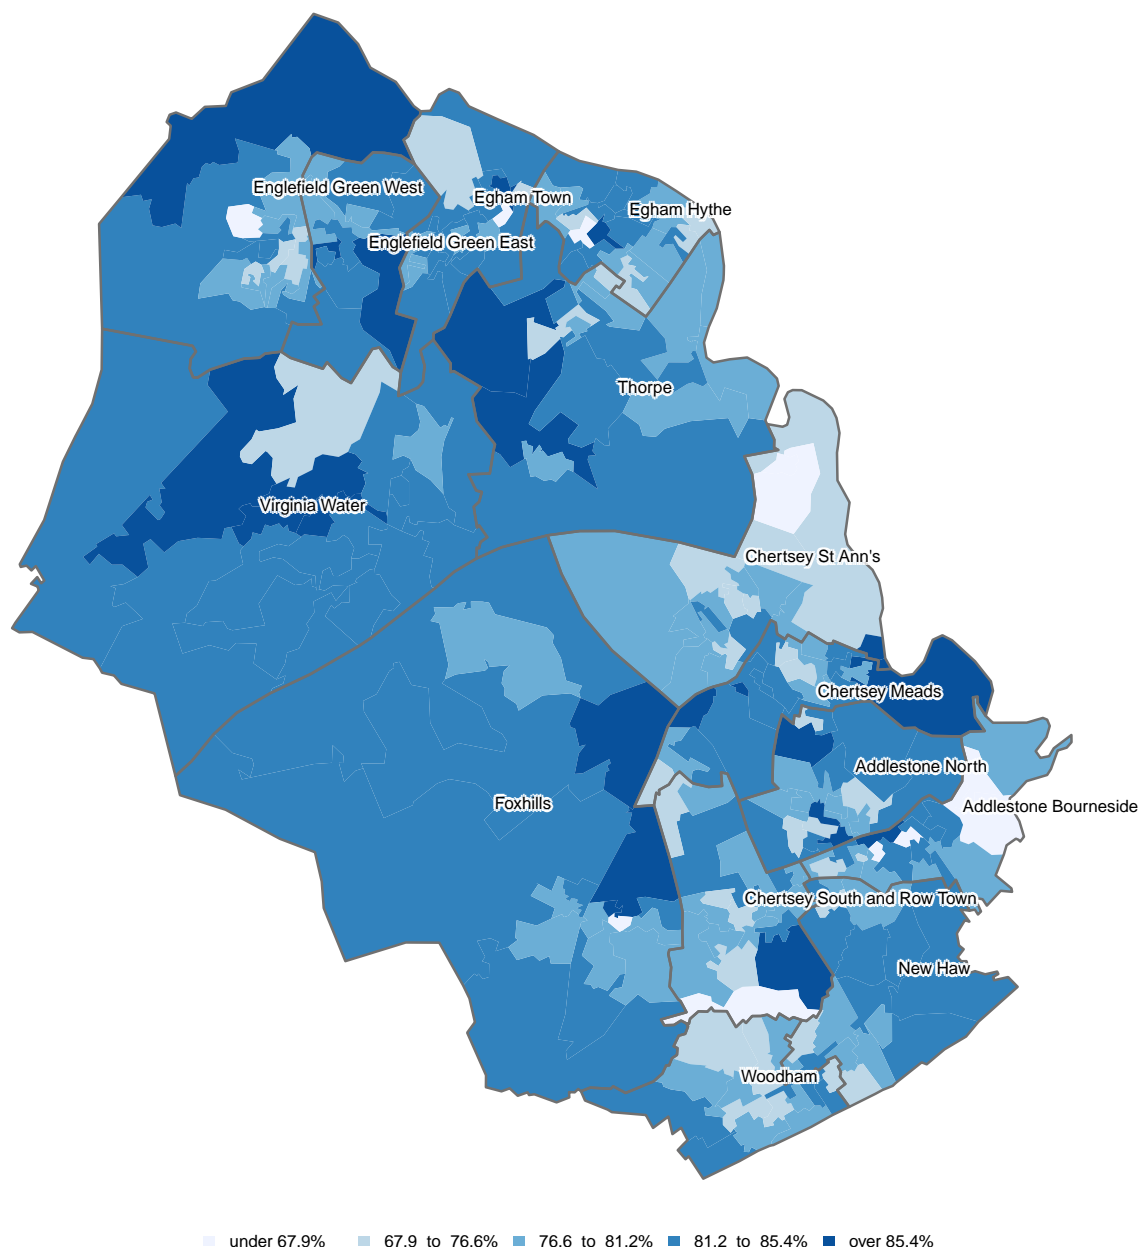 Englefield Green West
Egham Town
Egham Hythe
Englefield Green East
Thorpe
Virginia Water
Chertsey St Ann's
Chertsey Meads
Addlestone North
Foxhills
Addlestone Bourneside
Chertsey South and Row Town
New Haw
Woodham
under 67.9% 67.9 to 76.6% 76.6 to 81.2% 81.2 to 85.4% over 85.4%